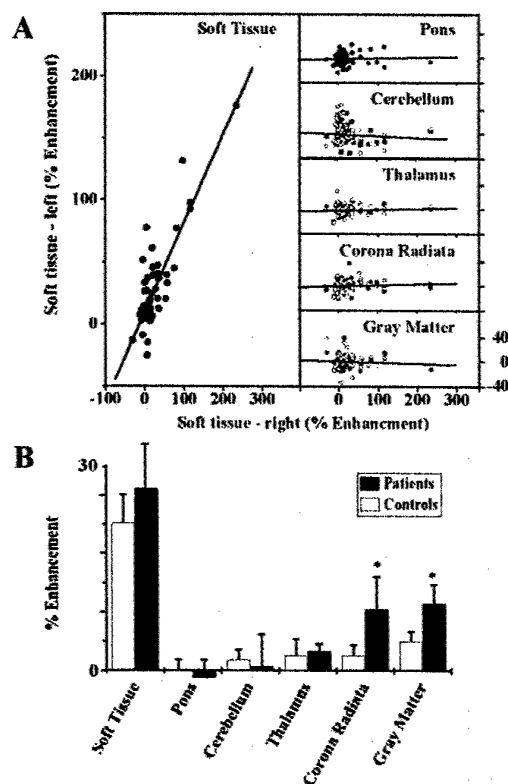 A
Soft Tissue
200
100
0
Soft tissue - left (% Enhancement)
Pons
Cerebellum
Thalamus
Corona Radiata
Gray Matter
40
0
40
-100 0 100 200 300
0 100 200 300
Soft tissue - right (% Enhancment)
B
30
0
% Enhancement
Patients
Controls
*
*
Soft Tissue
Pons
Cerebellum
Thalamus
Corona Radiata
Gray Matter